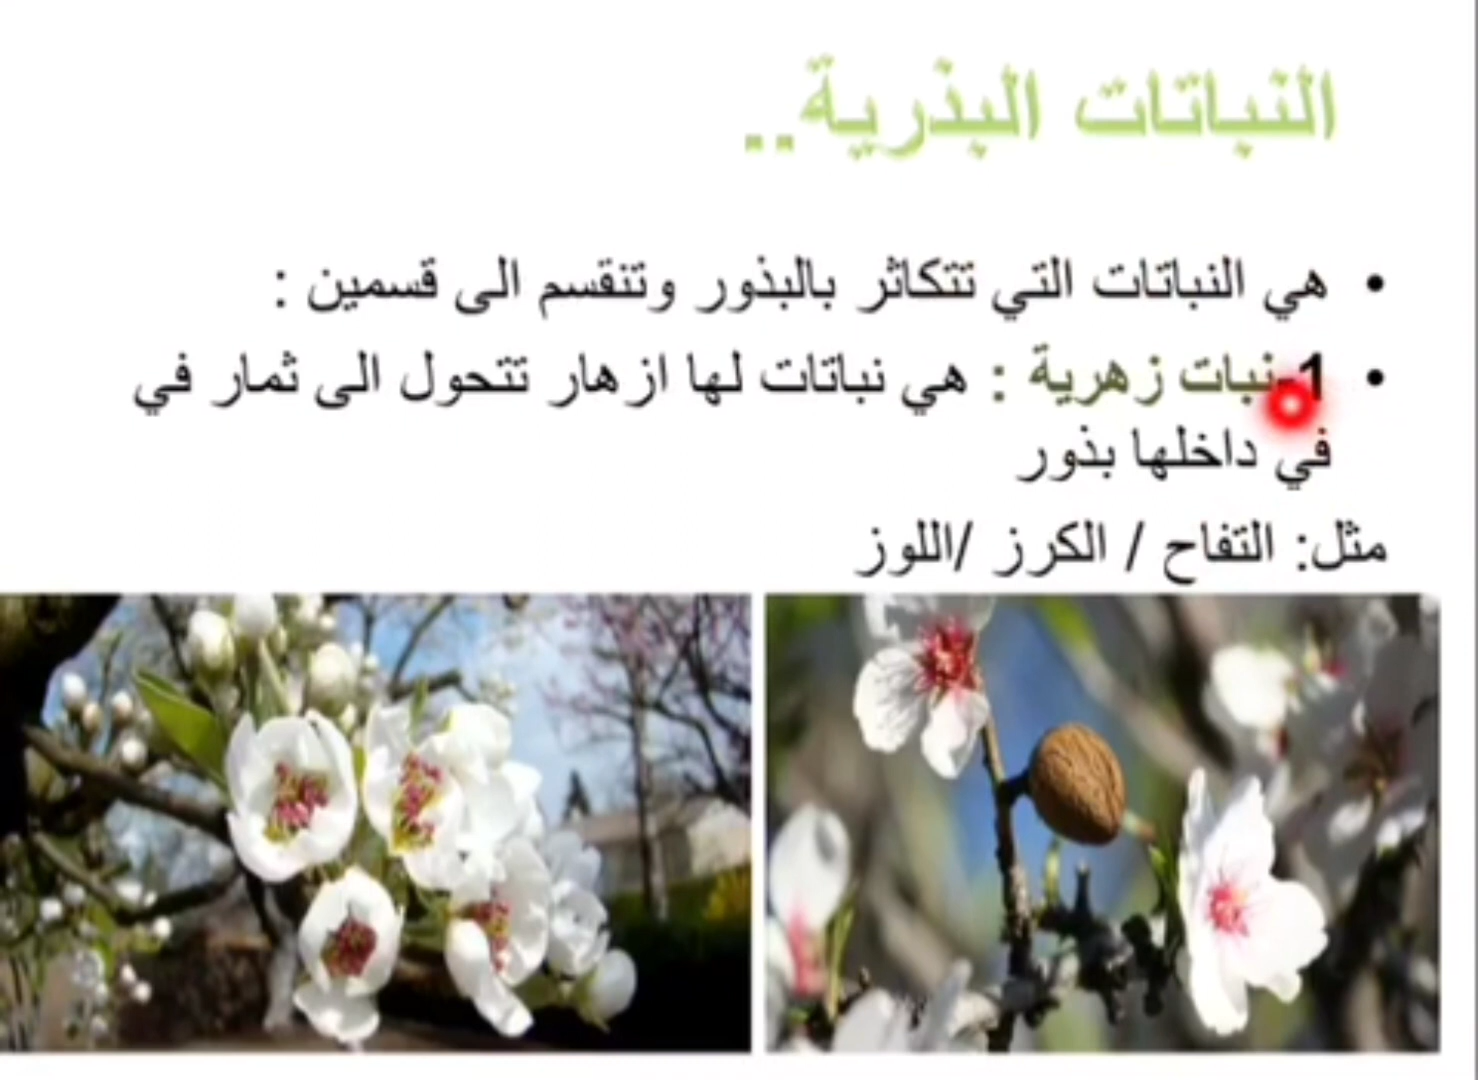 النباتات البذرية..
• هي النباتات التي تتكاثر بالبذور وتنقسم الى قسمين :
• 1-نبات زهرية : هي نباتات لها ازهار تتحول الى ثمار في
في داخلها بذور
مثل: التفاح / الكرز /اللوز